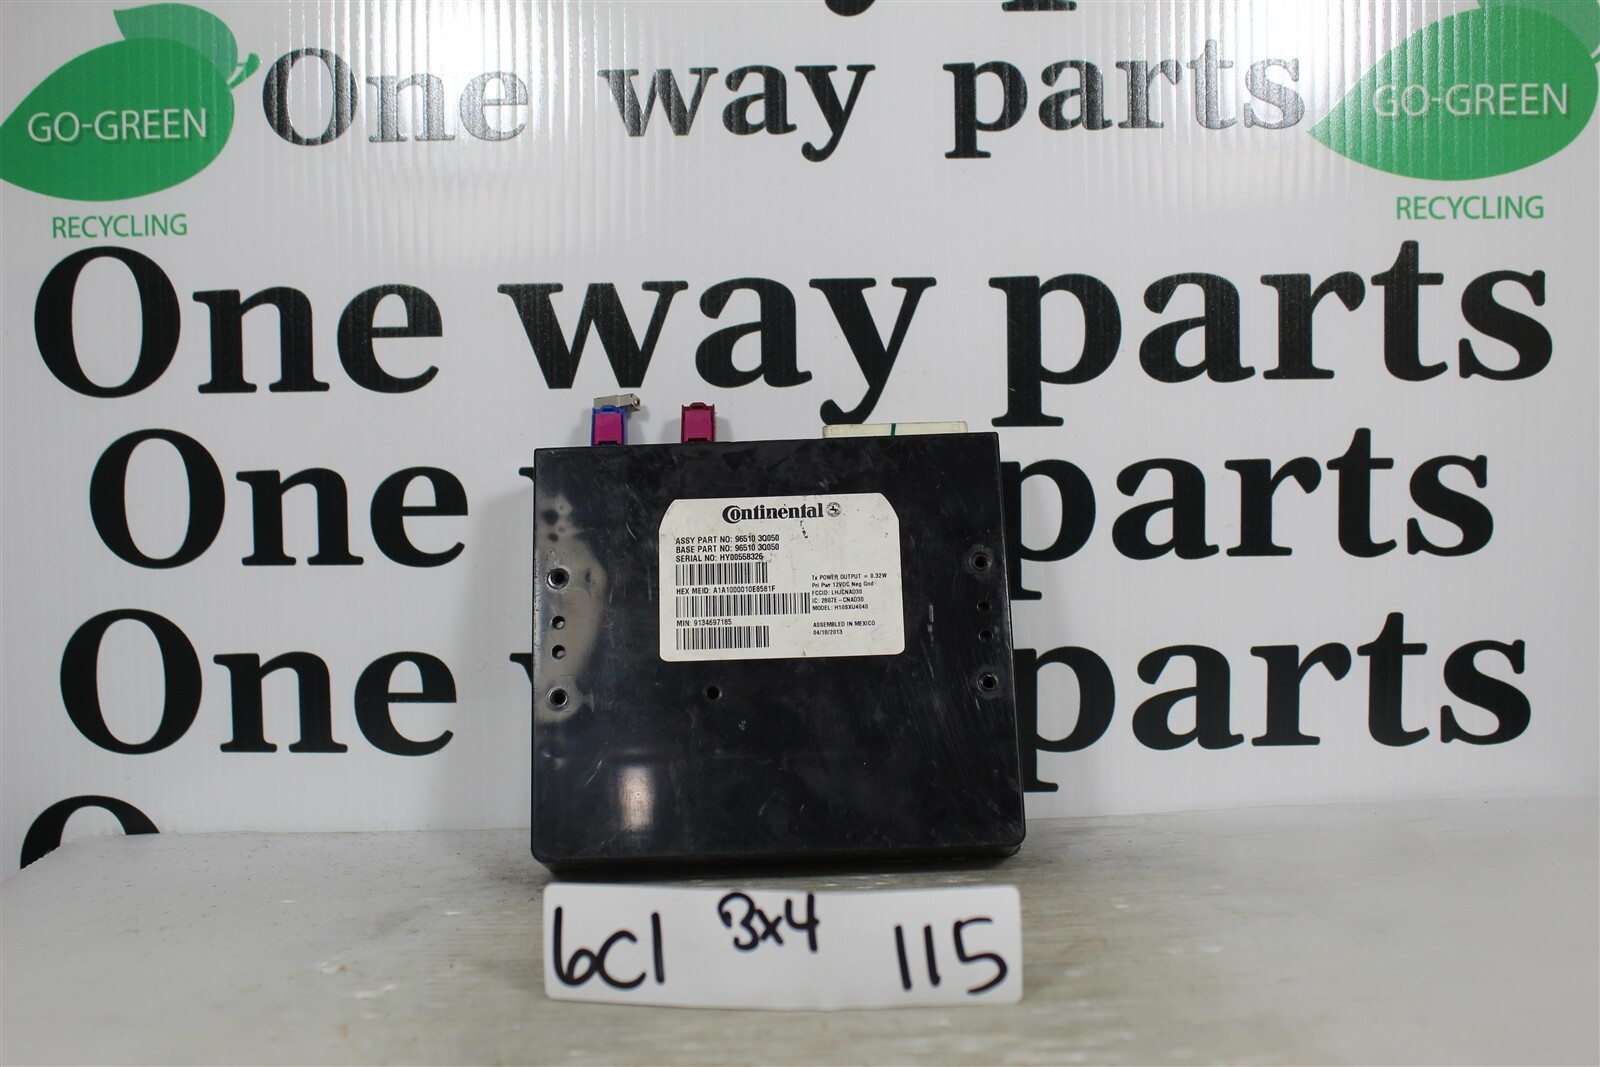 GO-GREEN
RECYCLING
One way parts
GO-GREEN
RECYCLING
One way parts
One parts
One parts
Continental
ASSY PART NO: 96510 3Q050
BASE PART NO: 96510 3Q050
SERIAL NO: HY00558326
HEX MEID: A1A1000010E8581F
MIN: 9134697185
Tx POWER OUTPUT = 0.32W
Pri Pwr 12VDC Neg Gnd
FCCID: LHJCNAD30
IC: 2807E-CNAD30
MODEL: H10SXU4040
ASSEMBLED IN MEXICO
04/18/2013
6C1 3x4 115